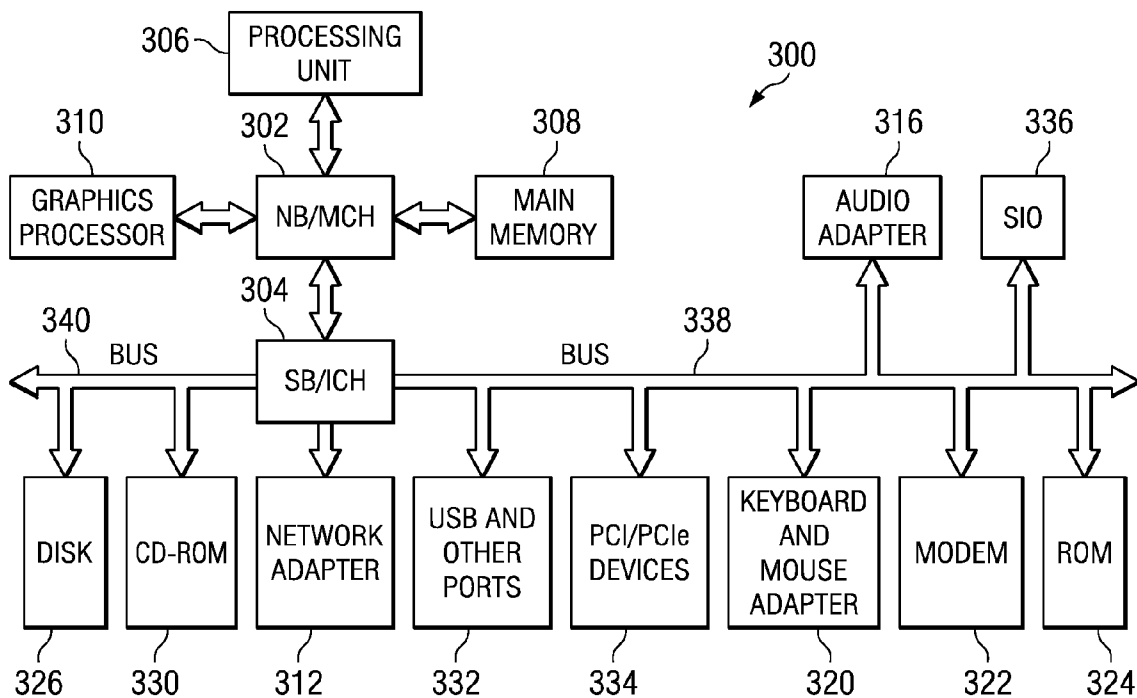 306
PROCESSING
UNIT
300
310
302
308
316
336
GRAPHICS
PROCESSOR
NB/MCH
MAIN
MEMORY
AUDIO
ADAPTER
SIO
304
340
BUS
SB/ICH
BUS
338
DISK
CD-ROM
NETWORK
ADAPTER
USB AND
OTHER
PORTS
PCI/PCIe
DEVICES
KEYBOARD
AND
MOUSE
ADAPTER
MODEM
ROM
326
330
312
332
334
320
322
324